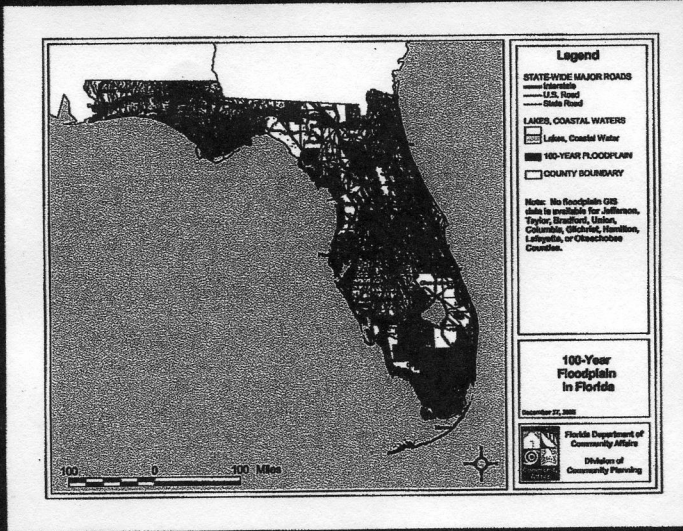 Legend
STATE-WIDE MAJOR ROADS
Interstate
U.S. Road
State Road
LAKES, COASTAL WATERS
Lakes, Coastal Water
100-YEAR FLOODPLAIN
COUNTY BOUNDARY
Note: No floodplain GIS
data is available for Jefferson,
Taylor, Bradford, Union,
Columbia, Gilchrist, Hamilton,
Lafayette, or Okeechobee
Counties.
100-Year
Floodplain
in Florida
December 27,
Florida Department of
Community Affairs
Division of
Community Planning
100 0 100 Miles